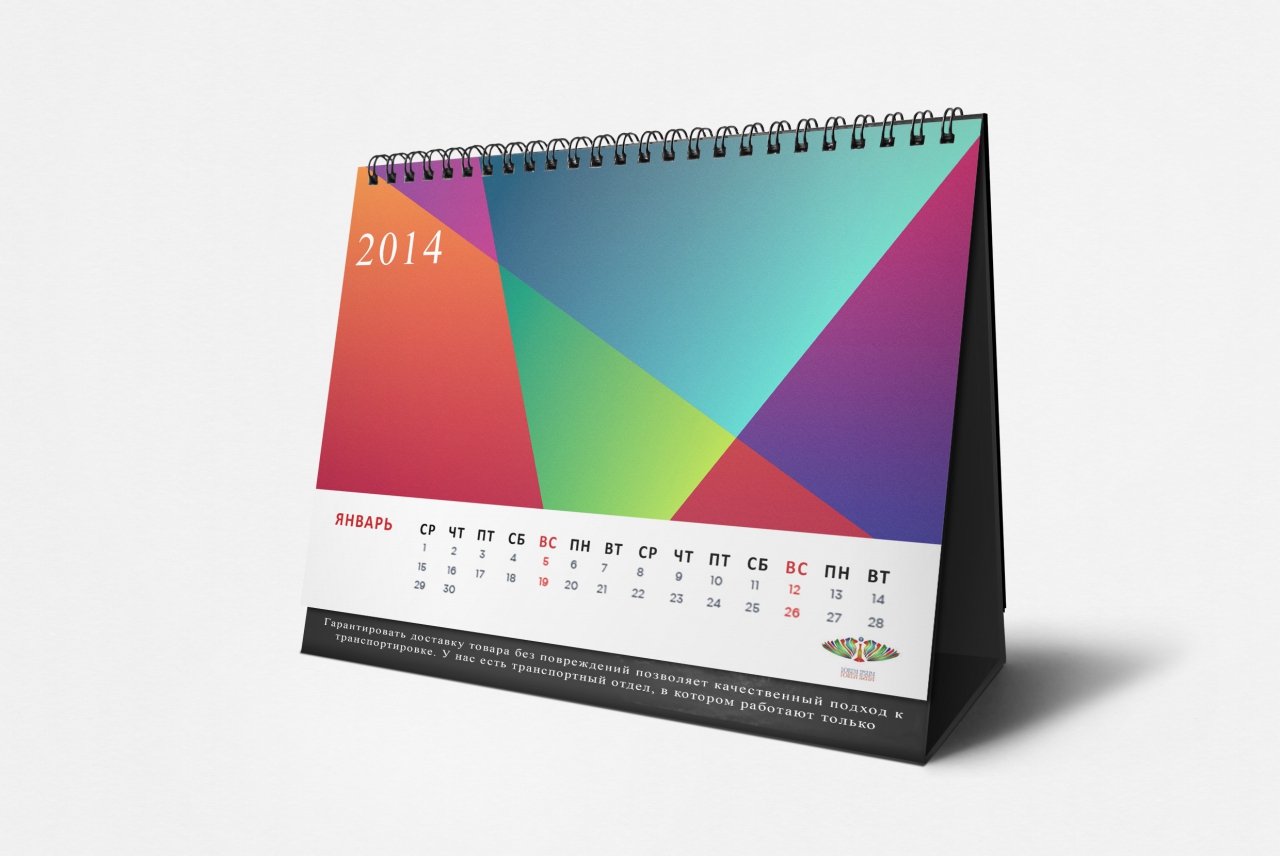 2014
ЯНВАРЬ
СР ЧТ ПТ СБ ВС ПН ВТ СР ЧТ ПТ СБ ВС ПН ВТ
1 2 3 4 5 6 7 8 9 10 11 12 13 14
15 16 17 18 19 20 21 22 23 24 25 26 27 28
29 30
Гарантировать доставку товара без повреждений позволяет качественный подход к
транспортировке. У нас есть транспортный отдел, в котором работают только